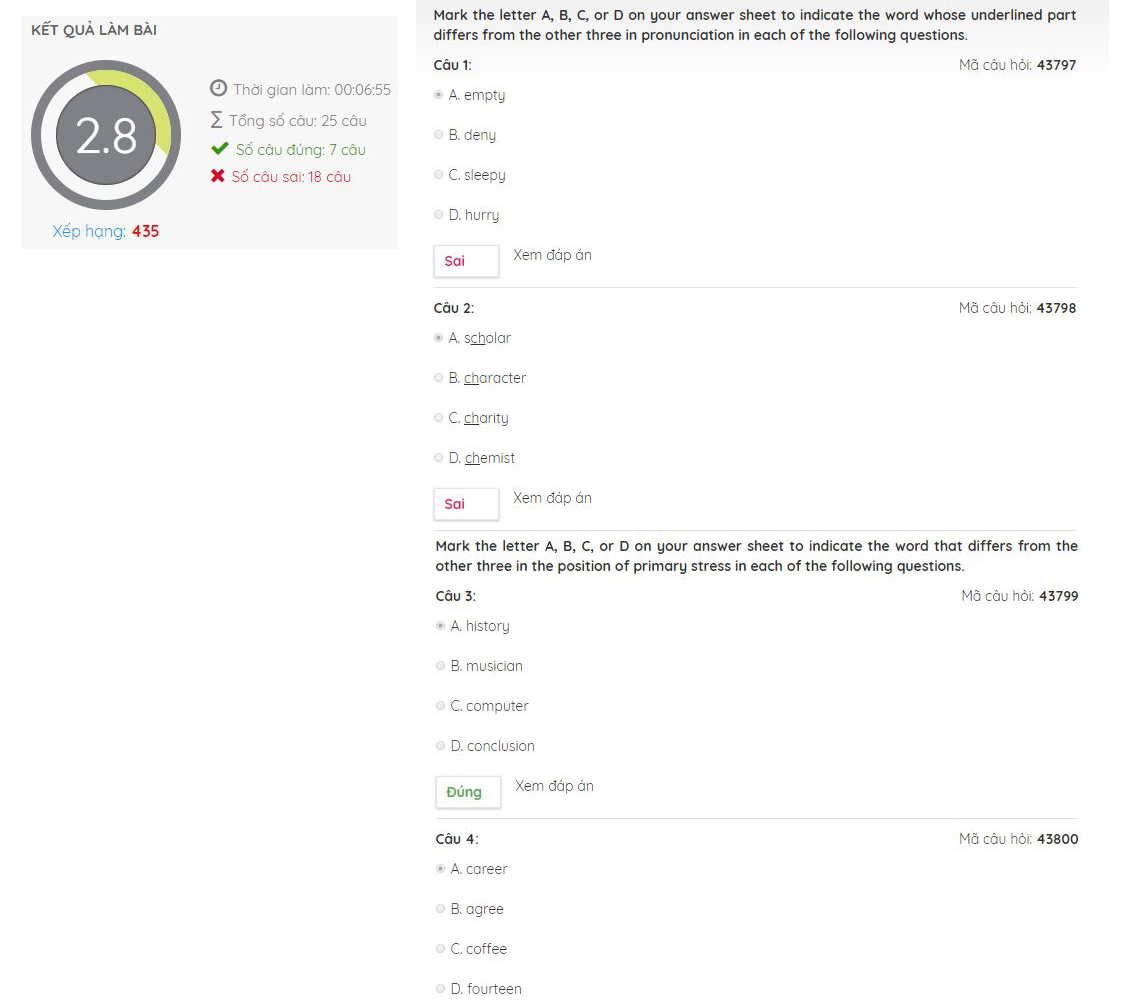 KẾT QUẢ LÀM BÀI
2.8
Thời gian làm: 00:06:55
Tổng số câu: 25 câu
Số câu đúng: 7 câu
Số câu sai: 18 câu
Xếp hạng: 435
Mark the letter A, B, C, or D on your answer sheet to indicate the word whose underlined part
differs from the other three in pronunciation in each of the following questions.
Câu 1: Mã câu hỏi: 43797
A. empty
B. deny
C. sleepy
D. hurry
Sai Xem đáp án
Câu 2: Mã câu hỏi: 43798
A. scholar
B. character
C. charity
D. chemist
Sai Xem đáp án
Mark the letter A, B, C, or D on your answer sheet to indicate the word that differs from the
other three in the position of primary stress in each of the following questions.
Câu 3: Mã câu hỏi: 43799
A. history
B. musician
C. computer
D. conclusion
Đúng Xem đáp án
Câu 4: Mã câu hỏi: 43800
A. career
B. agree
C. coffee
D. fourteen